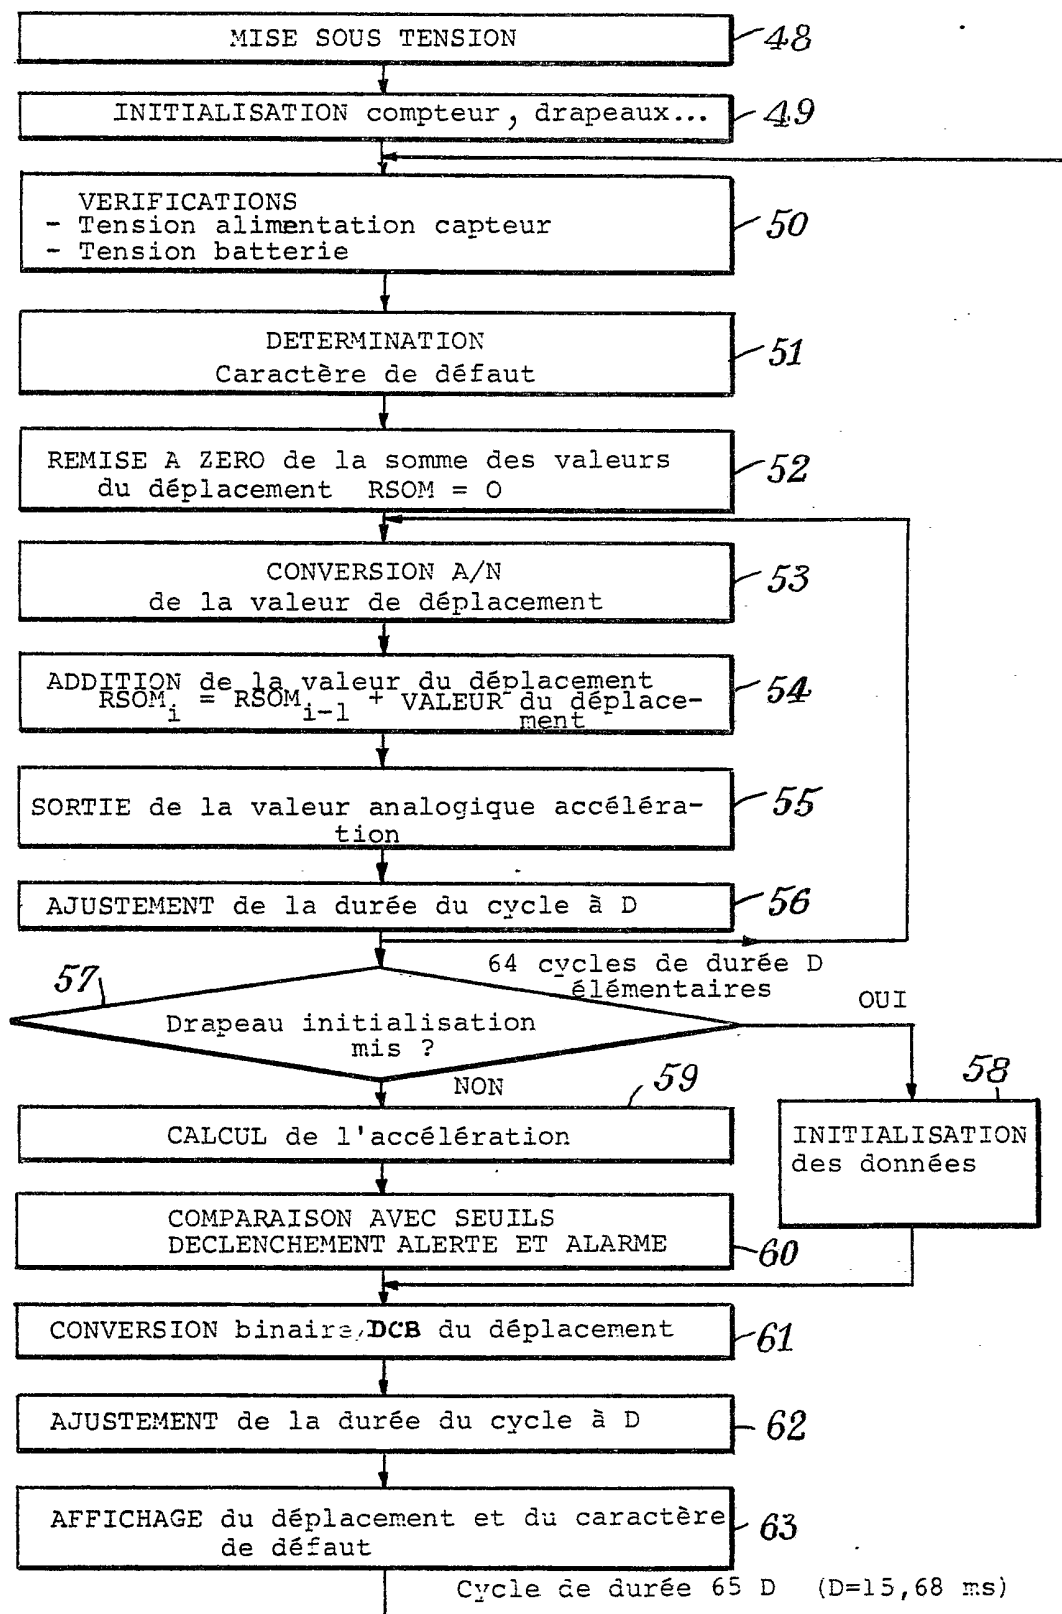 MISE SOUS TENSION
48
INITIALISATION compteur, drapeaux...
49
VERIFICATIONS
- Tension alimentation capteur
- Tension batterie
50
DETERMINATION
Caractère de défaut
51
REMISE A ZERO de la somme des valeurs
du déplacement RSOM = O
52
CONVERSION A/N
de la valeur de déplacement
53
ADDITION de la valeur du déplacement
RSOMi = RSOMi-1 + VALEUR du déplace-
ment
54
SORTIE de la valeur analogique accéléra-
tion
55
AJUSTEMENT de la durée du cycle à D
56
64 cycles de durée D
élémentaires
57
Drapeau initialisation
mis ?
OUI
NON
58
INITIALISATION
des données
59
CALCUL de l'accélération
COMPARAISON AVEC SEUILS
DECLENCHEMENT ALERTE ET ALARME
60
CONVERSION binaire/DCB du déplacement
61
AJUSTEMENT de la durée du cycle à D
62
AFFICHAGE du déplacement et du caractère
de défaut
63
Cycle de durée 65 D (D=15,68 ms)